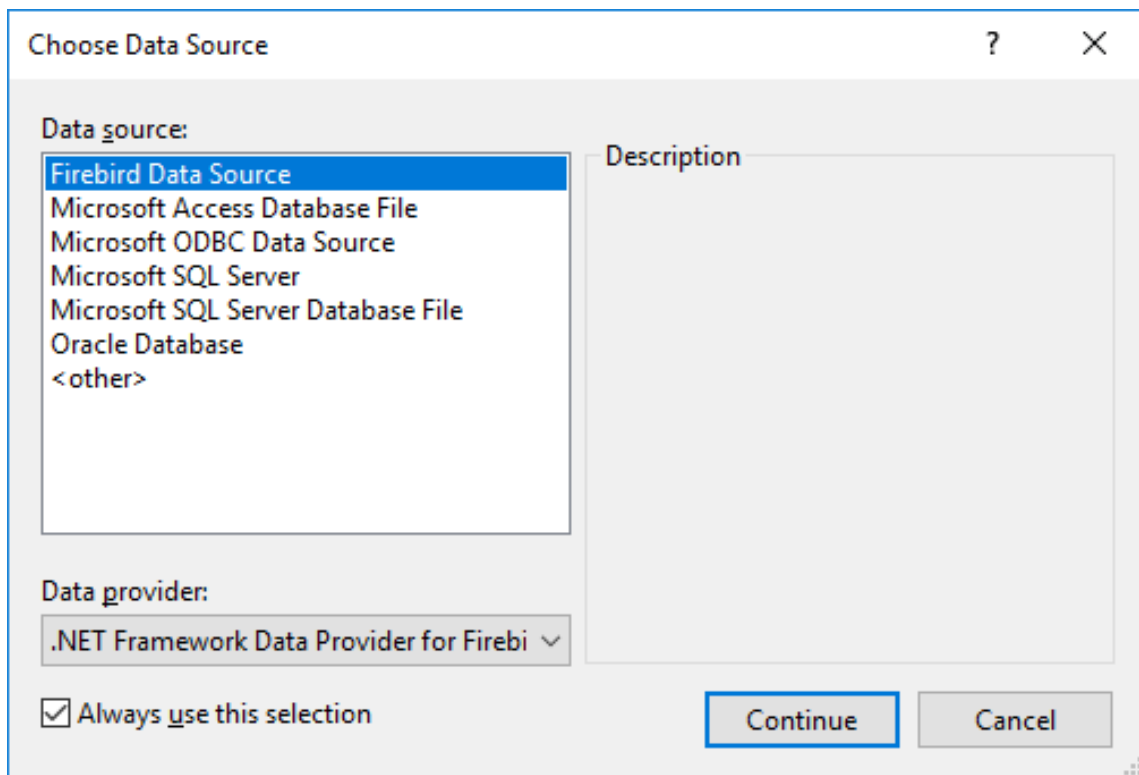 Choose Data Source
?
Data source:
Firebird Data Source
Microsoft Access Database File
Microsoft ODBC Data Source
Microsoft SQL Server
Microsoft SQL Server Database File
Oracle Database
<other>
Description
Data provider:
.NET Framework Data Provider for Firebi
Always use this selection
Continue
Cancel